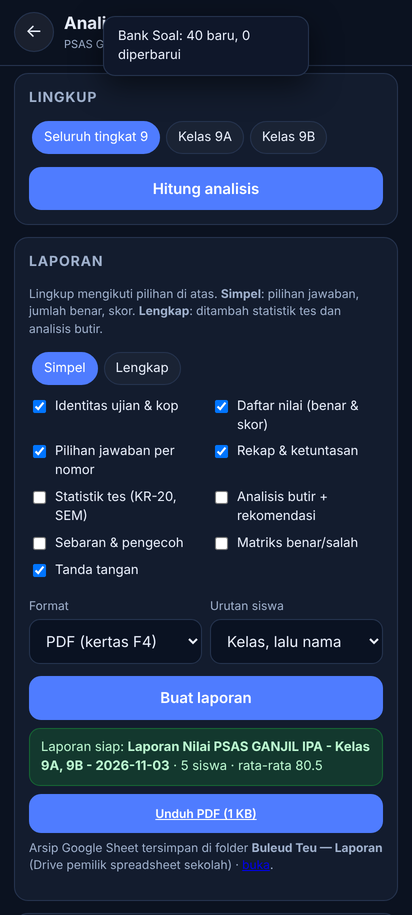 Anali
PSAS G
Bank Soal: 40 baru, 0
diperbarui
LINGKUP
Seluruh tingkat 9
Kelas 9A
Kelas 9B
Hitung analisis
LAPORAN
Lingkup mengikuti pilihan di atas. Simpel: pilihan jawaban,
jumlah benar, skor. Lengkap: ditambah statistik tes dan
analisis butir.
Simpel
Lengkap
Identitas ujian & kop
Daftar nilai (benar &
skor)
Pilihan jawaban per
nomor
Rekap & ketuntasan
Statistik tes (KR-20,
SEM)
Analisis butir +
rekomendasi
Sebaran & pengecoh
Matriks benar/salah
Tanda tangan
Format
Urutan siswa
PDF (kertas F4)
Kelas, lalu nama
Buat laporan
Laporan siap: Laporan Nilai PSAS GANJIL IPA - Kelas
9A, 9B - 2026-11-03 · 5 siswa · rata-rata 80.5
Unduh PDF (1 KB)
Arsip Google Sheet tersimpan di folder Buleud Teu — Laporan
(Drive pemilik spreadsheet sekolah) · buka.